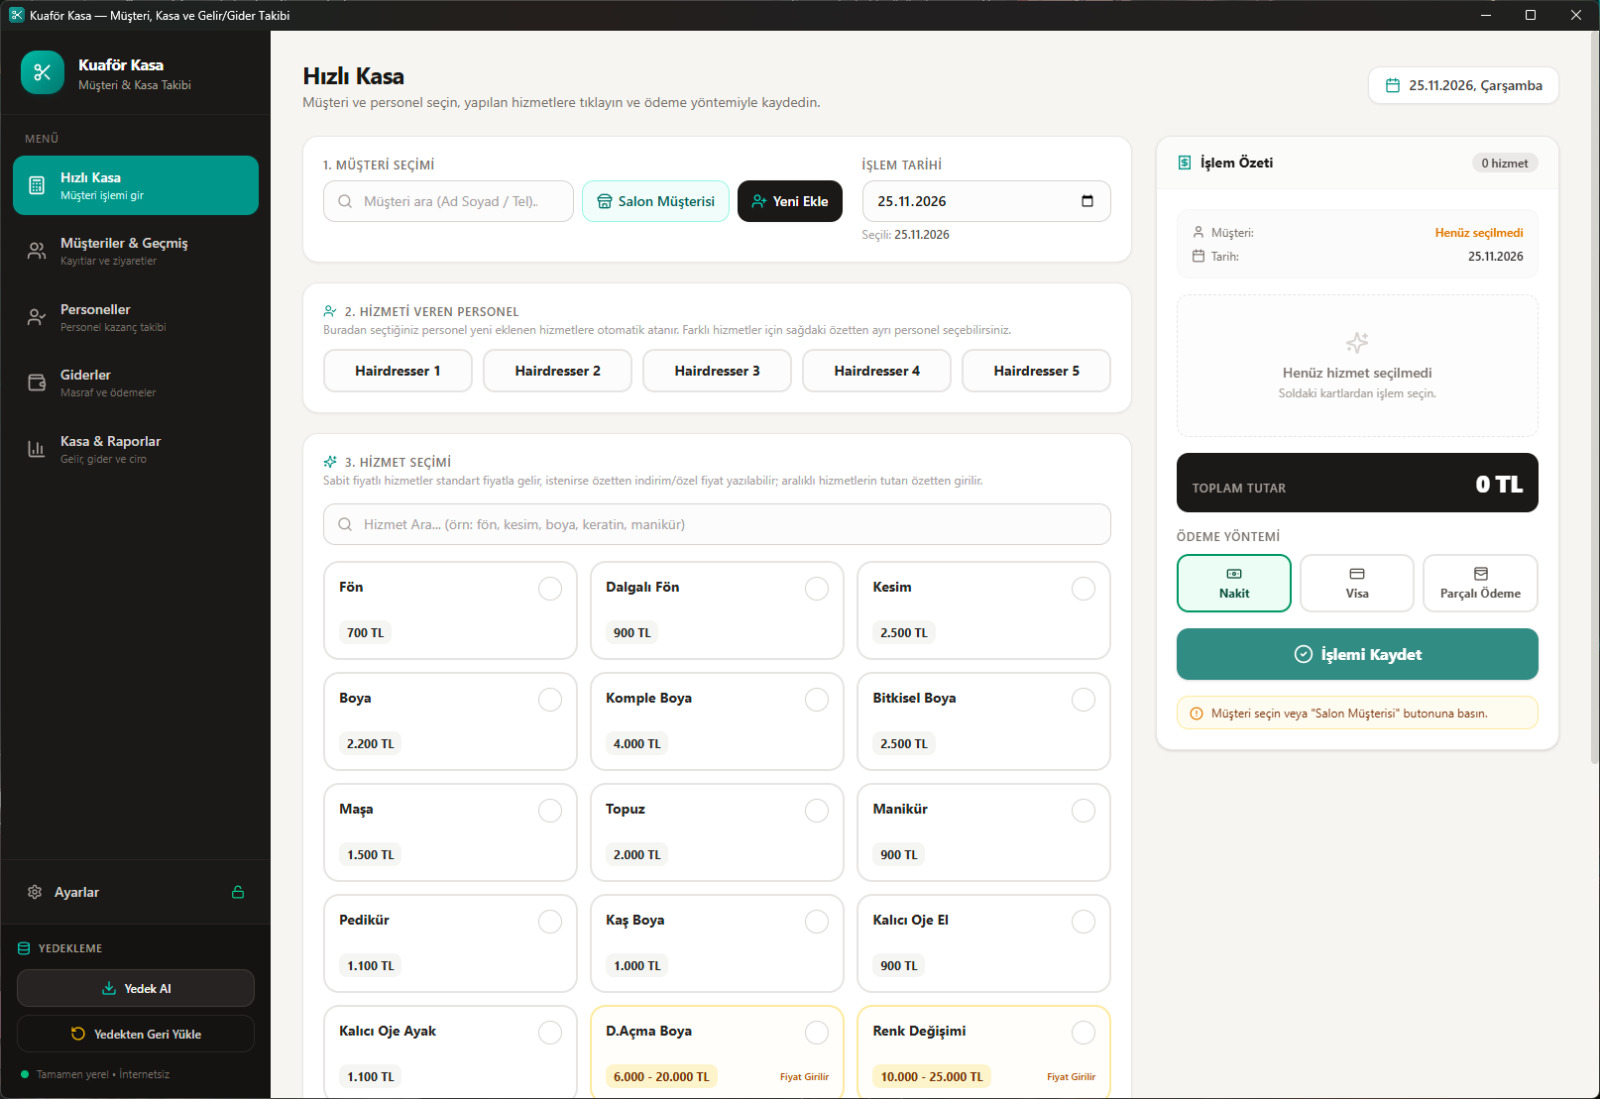 Kuaför Kasa — Müşteri, Kasa ve Gelir/Gider Takibi
Kuaför Kasa
Müşteri & Kasa Takibi
MENÜ
Hızlı Kasa
Müşteri işlemi gir
Müşteriler & Geçmiş
Kayıtlar ve ziyaretler
Personeller
Personel kazanç takibi
Giderler
Masraf ve ödemeler
Kasa & Raporlar
Gelir, gider ve ciro
Ayarlar
YEDEKLEME
Yedek Al
Yedekten Geri Yükle
Tamamen yerel • İnternetsiz
Hızlı Kasa
Müşteri ve personel seçin, yapılan hizmetlere tıklayın ve ödeme yöntemiyle kaydedin.
25.11.2026, Çarşamba
1. MÜŞTERİ SEÇİMİ
Müşteri ara (Ad Soyad / Tel)..
Salon Müşterisi
Yeni Ekle
İŞLEM TARİHİ
25.11.2026
Seçili: 25.11.2026
2. HİZMETİ VEREN PERSONEL
Buradan seçtiğiniz personel yeni eklenen hizmetlere otomatik atanır. Farklı hizmetler için sağdaki özetten ayrı personel seçebilirsiniz.
Hairdresser 1
Hairdresser 2
Hairdresser 3
Hairdresser 4
Hairdresser 5
3. HİZMET SEÇİMİ
Sabit fiyatlı hizmetler standart fiyatla gelir, istenirse özetten indirim/özel fiyat yazılabilir; aralıklı hizmetlerin tutarı özetten girilir.
Hizmet Ara... (örn: fön, kesim, boya, keratin, manikür)
Fön
700 TL
Dalgalı Fön
900 TL
Kesim
2.500 TL
Boya
2.200 TL
Komple Boya
4.000 TL
Bitkisel Boya
2.500 TL
Maşa
1.500 TL
Topuz
2.000 TL
Manikür
900 TL
Pedikür
1.100 TL
Kaş Boya
1.000 TL
Kalıcı Oje El
900 TL
Kalıcı Oje Ayak
1.100 TL
D.Açma Boya
6.000 - 20.000 TL
Fiyat Girilir
Renk Değişimi
10.000 - 25.000 TL
Fiyat Girilir
İşlem Özeti
0 hizmet
Müşteri:
Henüz seçilmedi
Tarih:
25.11.2026
Henüz hizmet seçilmedi
Soldaki kartlardan işlem seçin.
TOPLAM TUTAR
0 TL
ÖDEME YÖNTEMİ
Nakit
Visa
Parçalı Ödeme
İşlemi Kaydet
Müşteri seçin veya "Salon Müşterisi" butonuna basın.